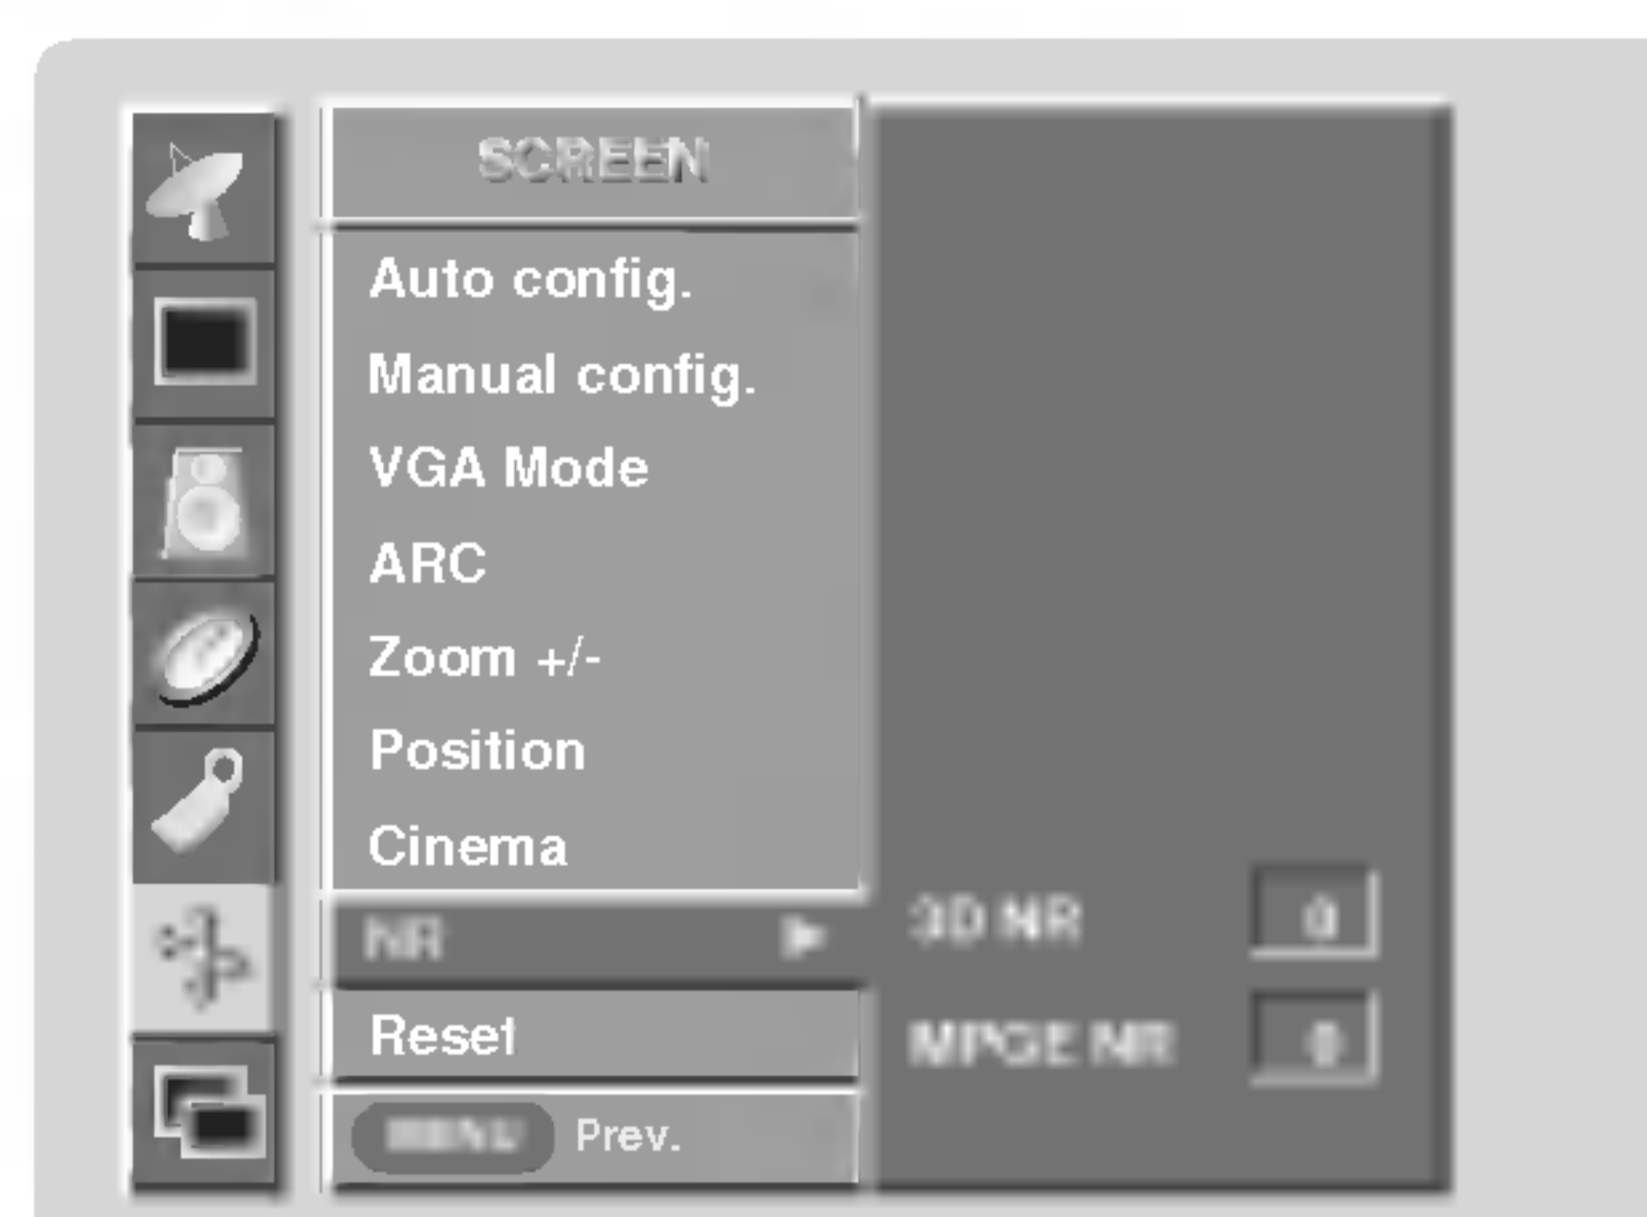 SCREEN
Auto config.
Manual config.
VGA Mode
ARC
Zoom +/-
Position
Cinema
NR
3D NR 0
Reset
MPGE NR 0
MENU Prev.